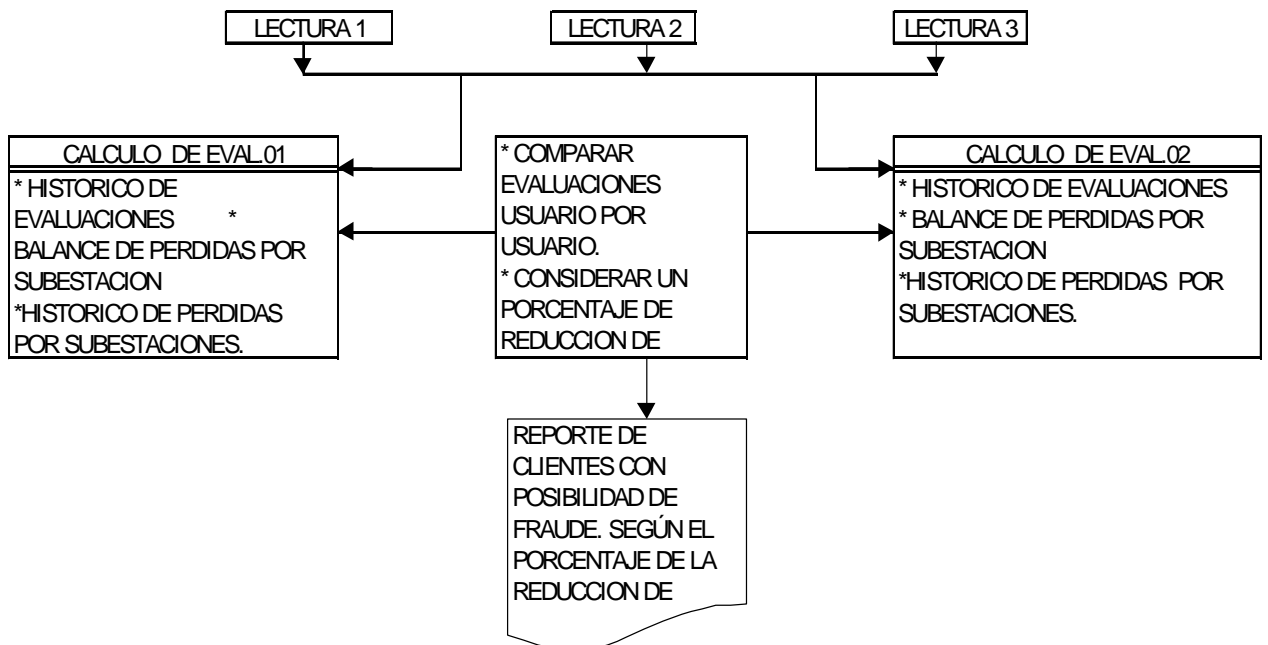 LECTURA 1
LECTURA 2
LECTURA 3
CALCULO DE EVAL.01
* HISTORICO DE
EVALUACIONES *
BALANCE DE PERDIDAS POR
SUBESTACION
*HISTORICO DE PERDIDAS
POR SUBESTACIONES.
* COMPARAR
EVALUACIONES
USUARIO POR
USUARIO.
* CONSIDERAR UN
PORCENTAJE DE
REDUCCION DE
CALCULO DE EVAL.02
* HISTORICO DE EVALUACIONES
* BALANCE DE PERDIDAS POR
SUBESTACION
*HISTORICO DE PERDIDAS POR
SUBESTACIONES.
REPORTE DE
CLIENTES CON
POSIBILIDAD DE
FRAUDE. SEGÚN EL
PORCENTAJE DE LA
REDUCCION DE